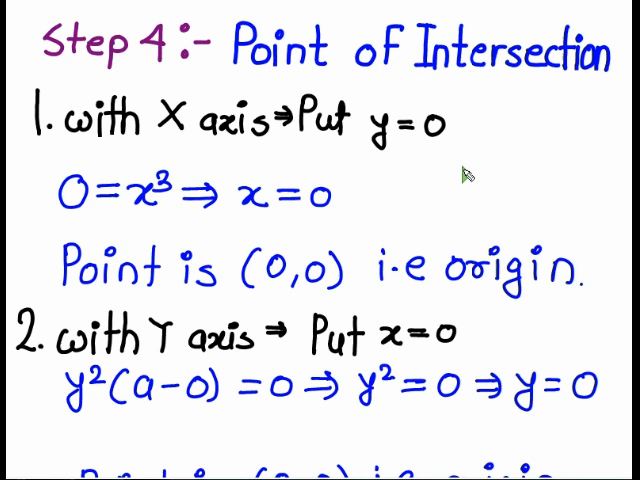 Step 4:- Point of Intersection
1. with X axis ⇒ Put y = 0
0 = x³ ⇒ x = 0
Point is (0,0) i.e origin.
2. with Y axis ⇒ Put x = 0
y²(a - 0) = 0 ⇒ y² = 0 ⇒ y = 0